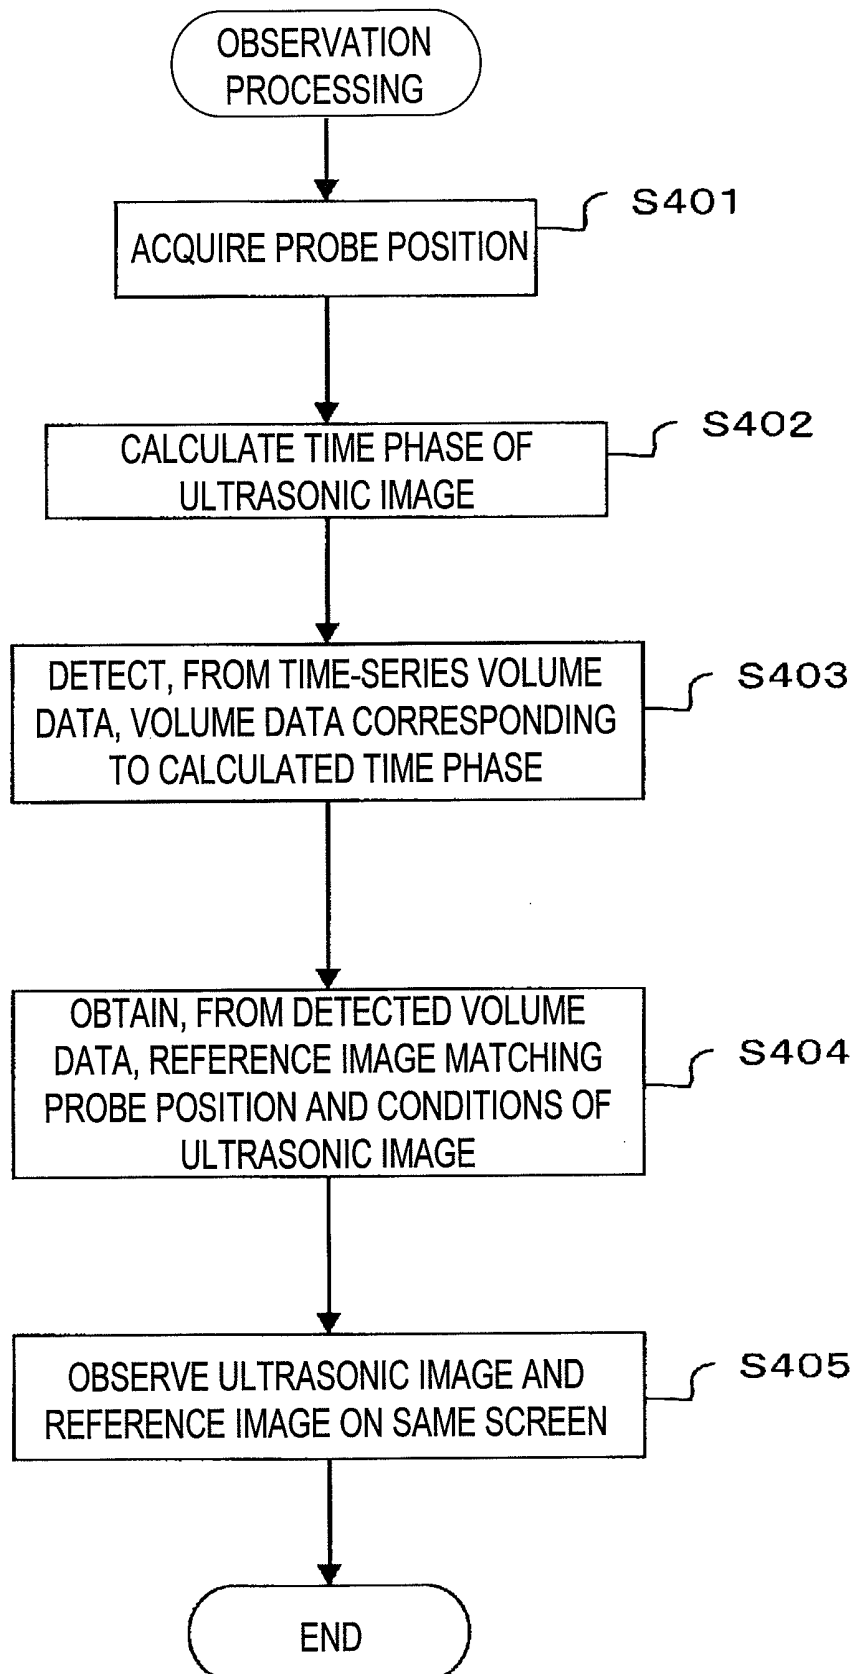 OBSERVATION
PROCESSING
S401
ACQUIRE PROBE POSITION
S402
CALCULATE TIME PHASE OF
ULTRASONIC IMAGE
S403
DETECT, FROM TIME-SERIES VOLUME
DATA, VOLUME DATA CORRESPONDING
TO CALCULATED TIME PHASE
S404
OBTAIN, FROM DETECTED VOLUME
DATA, REFERENCE IMAGE MATCHING
PROBE POSITION AND CONDITIONS OF
ULTRASONIC IMAGE
S405
OBSERVE ULTRASONIC IMAGE AND
REFERENCE IMAGE ON SAME SCREEN
END